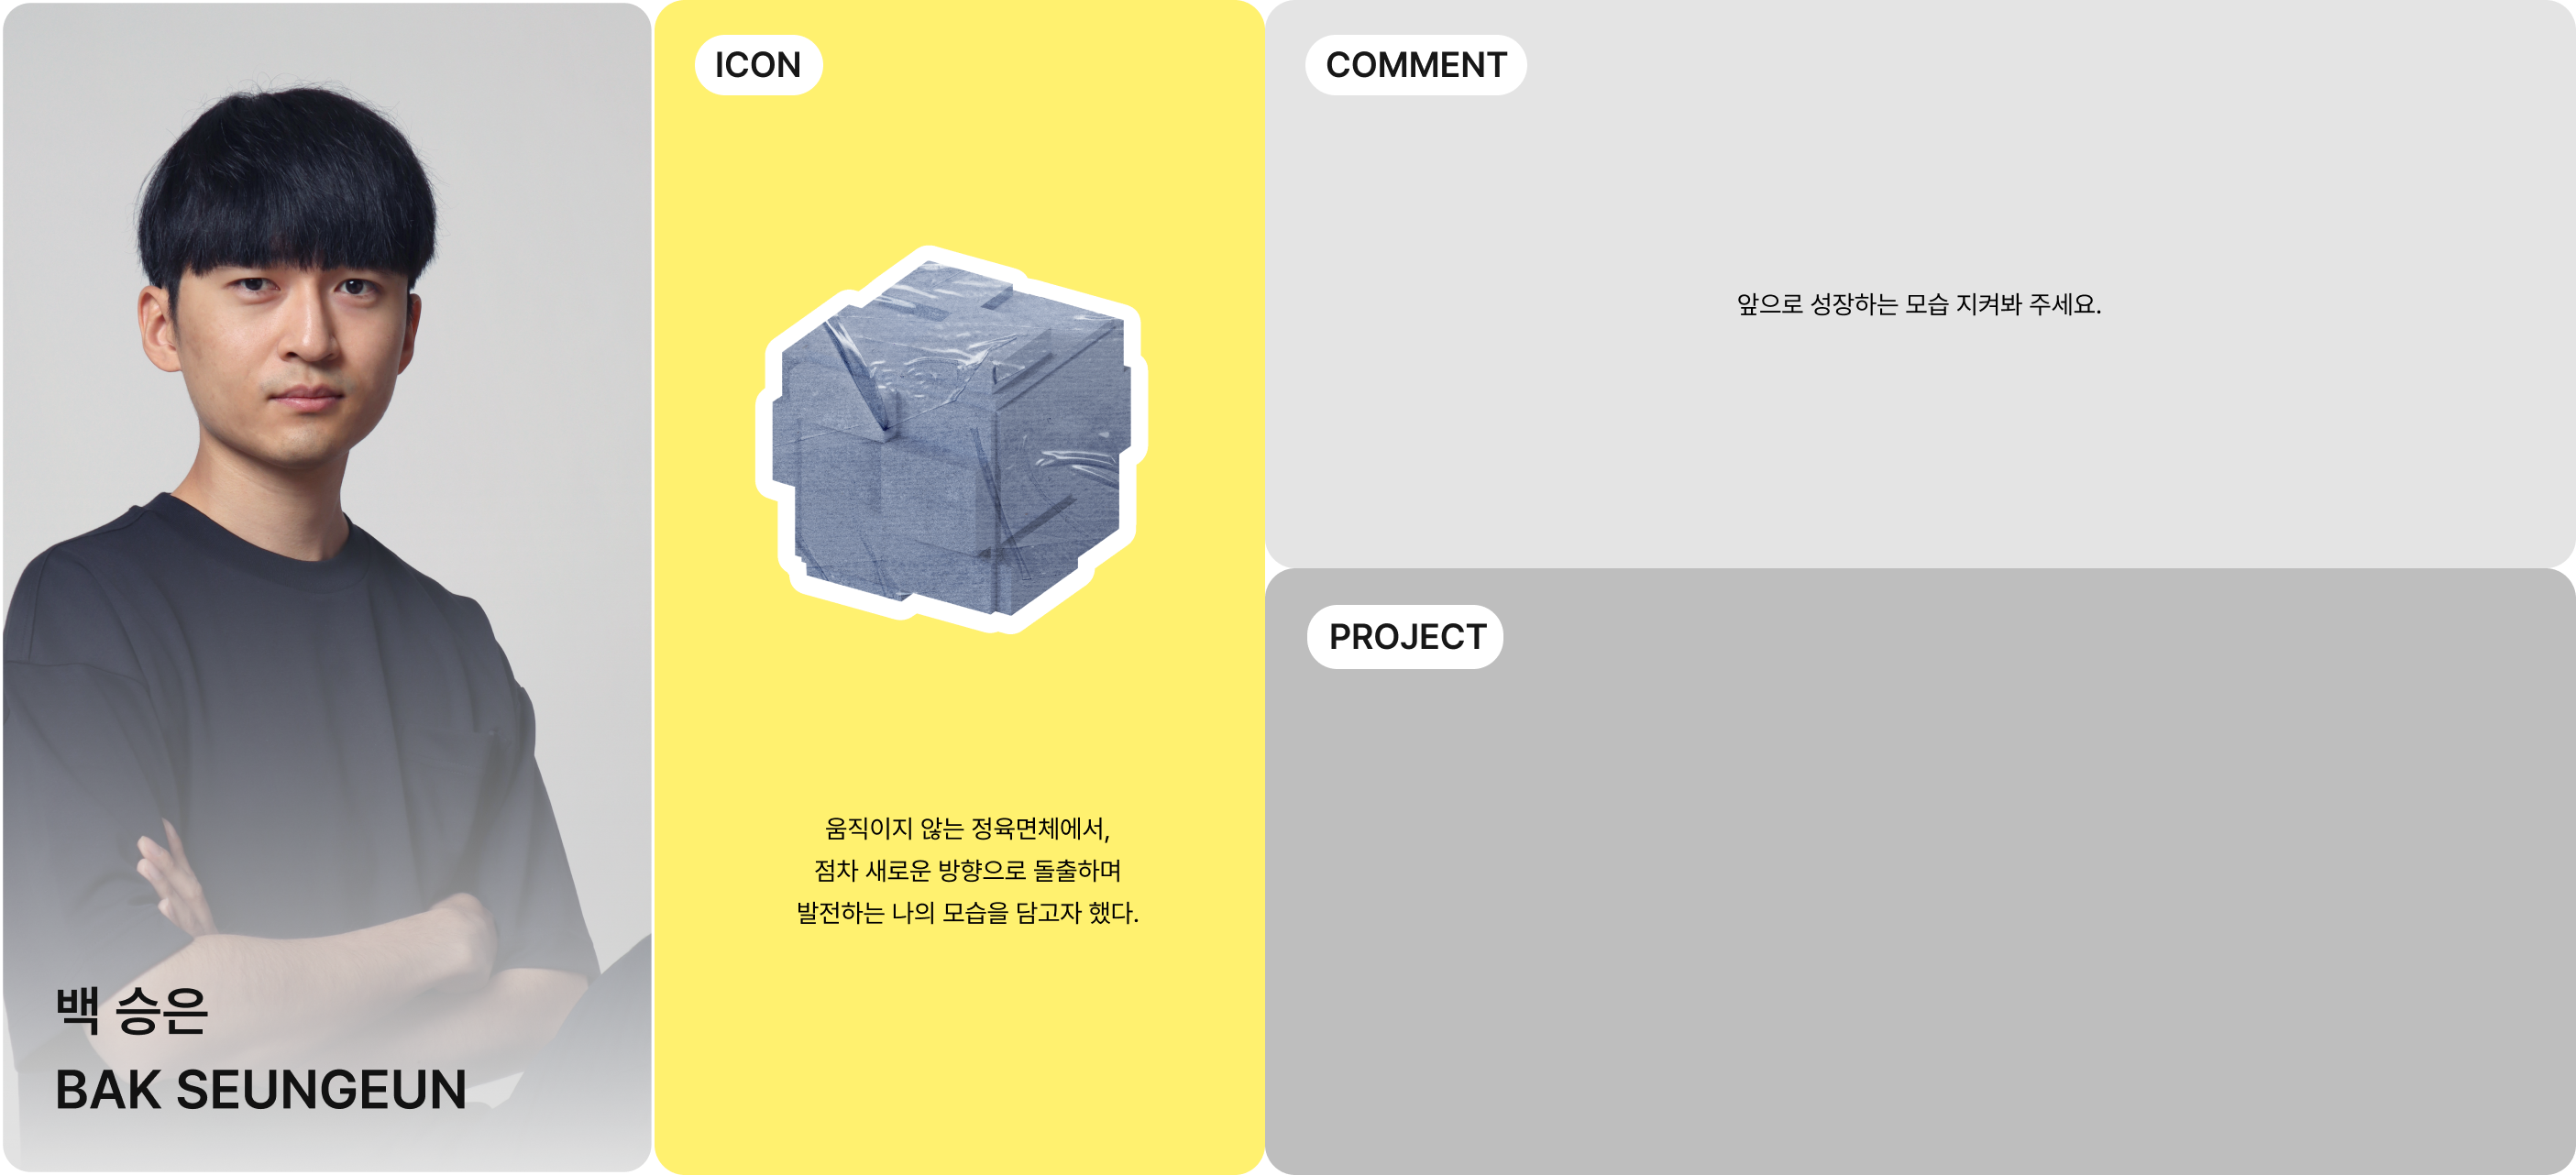 백 승은
BAK SEUNGEUN
ICON
움직이지 않는 정육면체에서,
점차 새로운 방향으로 돌출하며
발전하는 나의 모습을 담고자 했다.
COMMENT
앞으로 성장하는 모습 지켜봐 주세요.
PROJECT